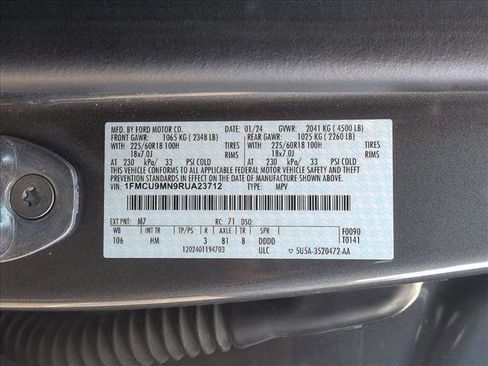 MFD. BY FORD MOTOR CO. 01/24 GVWR: 2041 KG ( 4500 LB)
FRONT GAWR: 1065 KG ( 2348 LB) REAR GAWR: 1025 KG ( 2260 LB)
WITH 225/60R18 100H TIRES WITH 225/60R18 100H TIRES
18x7.0J RIMS 18x7.0J RIMS
AT 230 kPa/ 33 PSI COLD AT 230 kPa/ 33 PSI COLD
THIS VEHICLE CONFORMS TO ALL APPLICABLE FEDERAL MOTOR VEHICLE SAFETY, BUMPER,
AND THEFT PREVENTION STANDARDS IN EFFECT ON THE DATE OF MANUFACTURE SHOWN ABOVE.
VIN: 1FMCU9MN9RUA23712 TYPE: MPV
EXT PNT: M7 RC: 71 DSO:
WB INT TR TP/PS R AXLE TR SPR F0090
106 HM 3 81 8 DDDD T0141
1202401194703 ULC 5U5A-3520472-AA